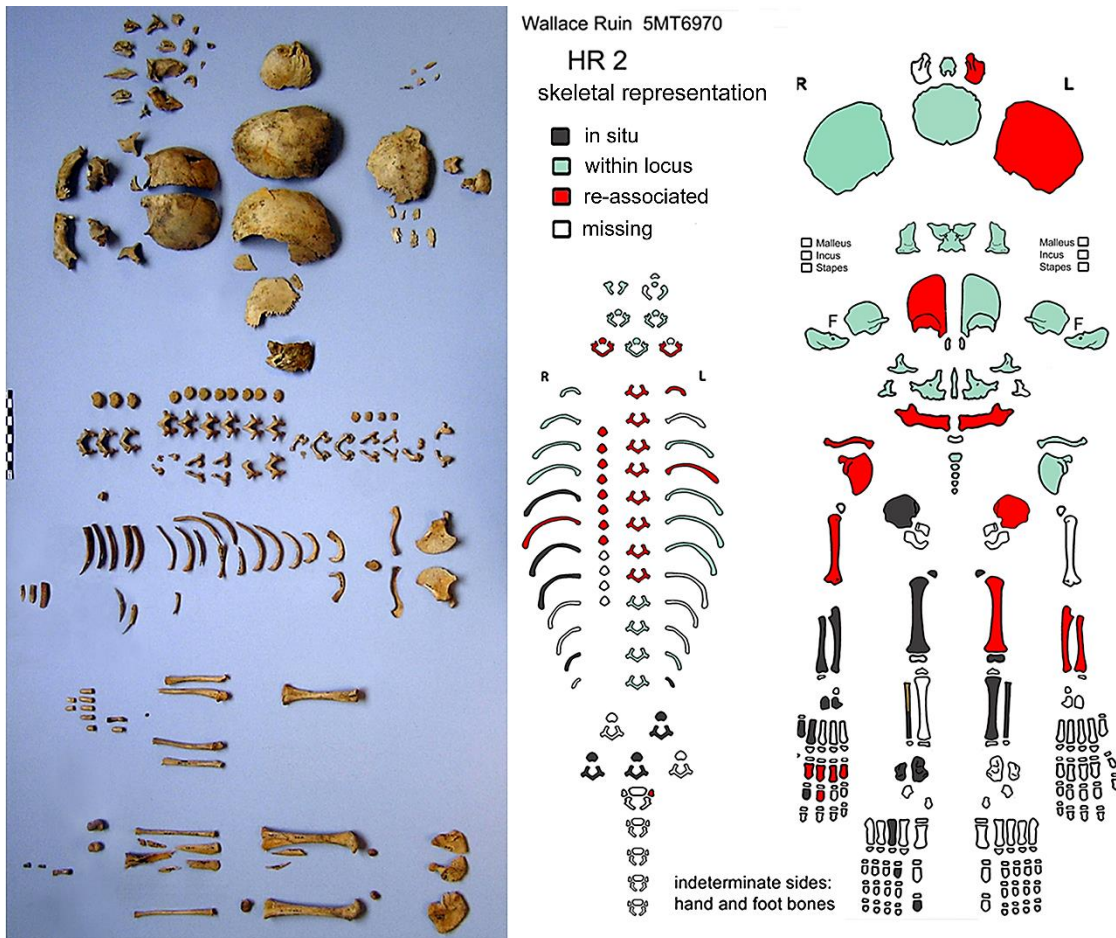 Wallace Ruin 5MT6970
HR 2
skeletal representation
in situ
within locus
re-associated
missing
R
L
Malleus
Incus
Stapes
Malleus
Incus
Stapes
F
F
R
L
indeterminate sides:
hand and foot bones